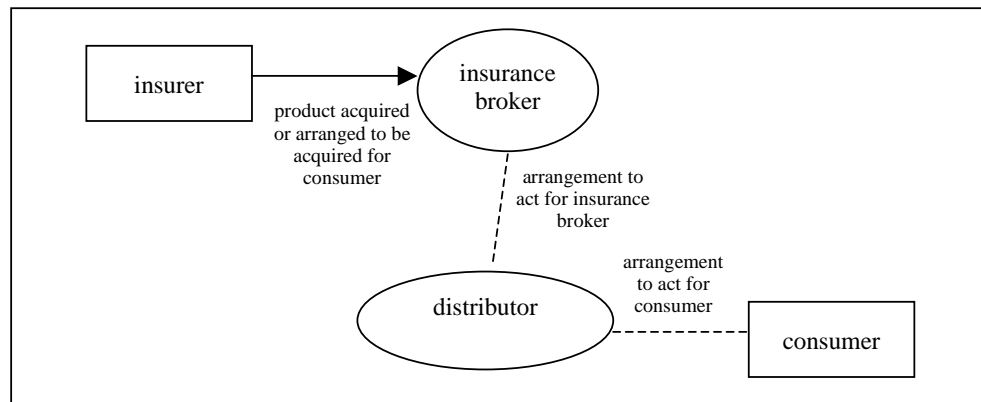 insurer
product acquired
or arranged to be
acquired for
consumer
insurance
broker
arrangement to
act for insurance
broker
distributor
arrangement
to act for
consumer
consumer